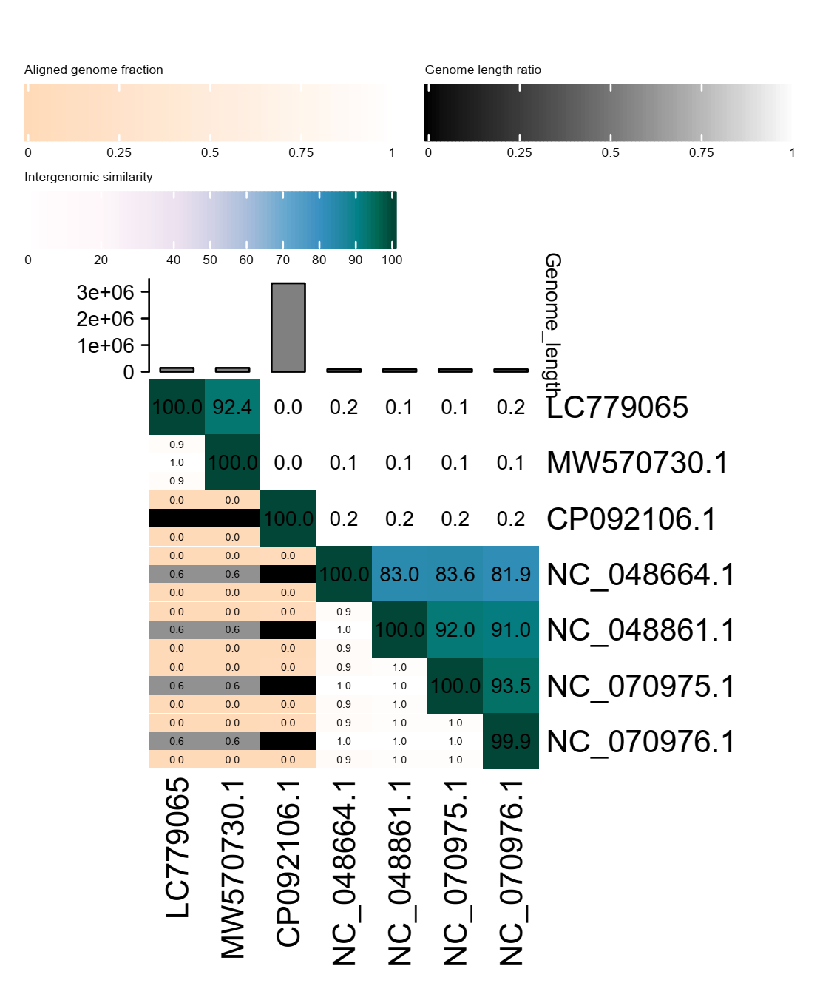 Aligned genome fraction
0 0.25 0.5 0.75 1
Genome length ratio
0 0.25 0.5 0.75 1
Intergenomic similarity
0 20 40 50 60 70 80 90 100
Genome_length
3e+06
2e+06
1e+06
0
100.0 92.4 0.0 0.2 0.1 0.1 0.2 LC779065
0.9
1.0 100.0 0.0 0.1 0.1 0.1 0.1 MW570730.1
0.9
0.0 0.0
100.0 0.2 0.2 0.2 0.2 CP092106.1
0.0 0.0
0.0 0.0 0.0
0.6 0.6 100.0 83.0 83.6 81.9 NC_048664.1
0.0 0.0 0.0
0.0 0.0 0.0 0.9
0.6 0.6 1.0 100.0 92.0 91.0 NC_048861.1
0.0 0.0 0.0 0.9
0.0 0.0 0.0 0.9 1.0
0.6 0.6 1.0 1.0 100.0 93.5 NC_070975.1
0.0 0.0 0.0 0.9 1.0
0.0 0.0 0.0 0.9 1.0 1.0
0.6 0.6 1.0 1.0 1.0 99.9 NC_070976.1
0.0 0.0 0.0 0.9 1.0 1.0
LC779065
MW570730.1
CP092106.1
NC_048664.1
NC_048861.1
NC_070975.1
NC_070976.1